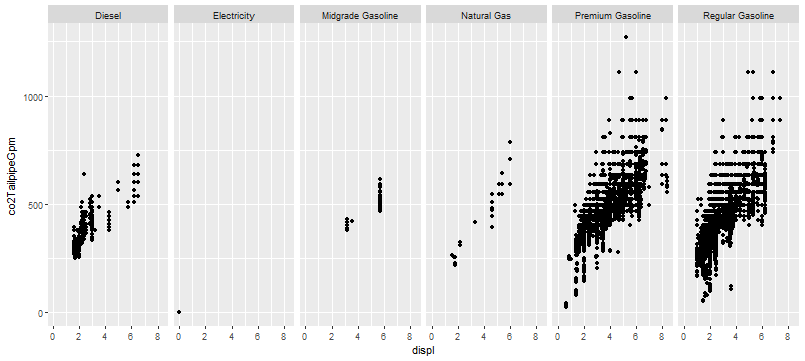 Diesel Electricity Midgrade Gasoline Natural Gas Premium Gasoline Regular Gasoline
co2TailpipeGpm
1000
500
0
0 2 4 6 8 0 2 4 6 8 0 2 4 6 8 0 2 4 6 8 0 2 4 6 8 0 2 4 6 8
displ